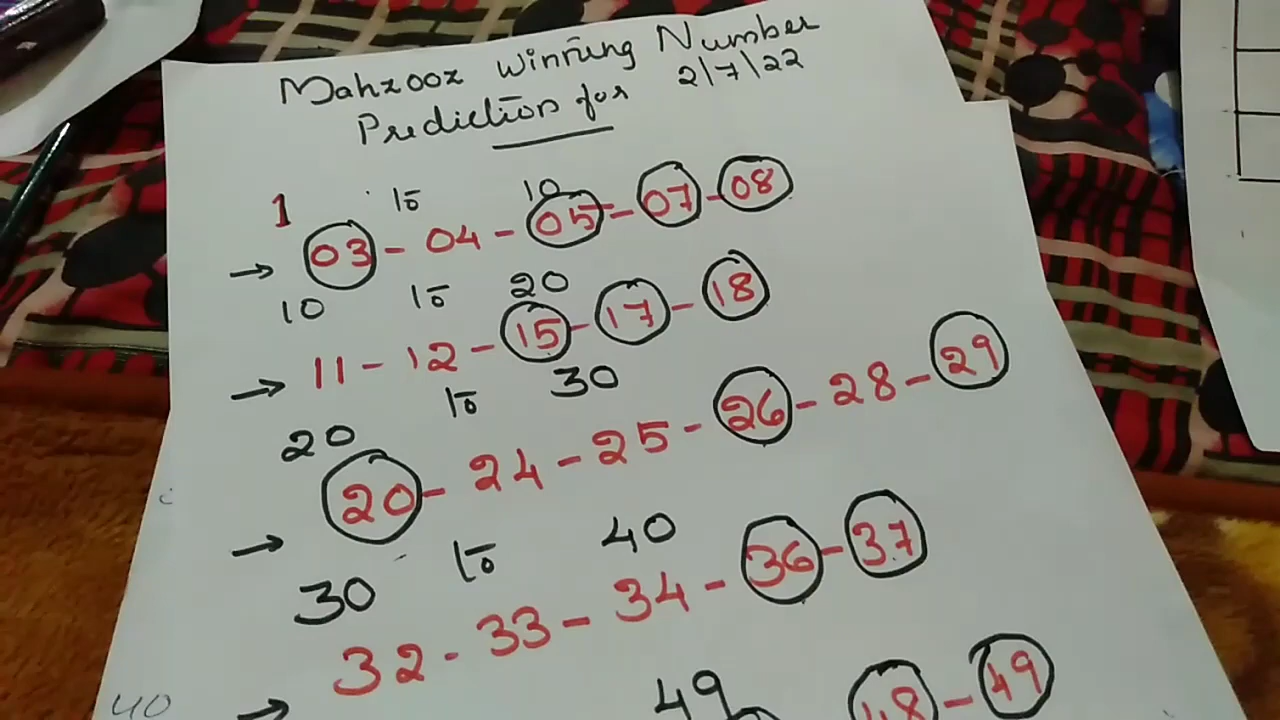 Mahzooz Winning Number
Prediction for 2/7/22
1 to 10
→ 03 - 04 - 05 - 07 - 08
10 to 20
→ 11 - 12 - 15 - 17 - 18
20 to 30
→ 20 - 24 - 25 - 26 - 28 - 29
30 to 40
→ 32 - 33 - 34 - 36 - 37
40 49
→ 48 - 49